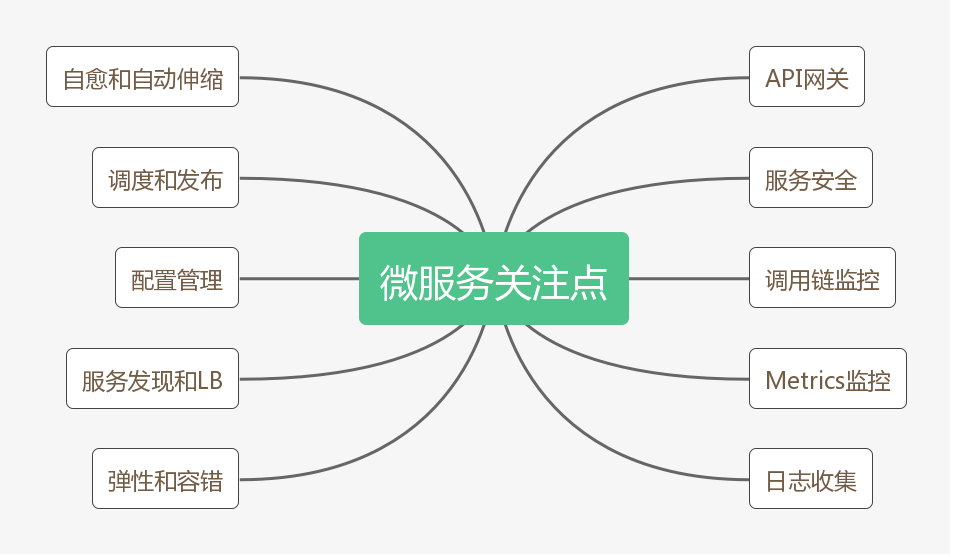 自愈和自动伸缩
调度和发布
配置管理
服务发现和LB
弹性和容错
微服务关注点
API网关
服务安全
调用链监控
Metrics监控
日志收集